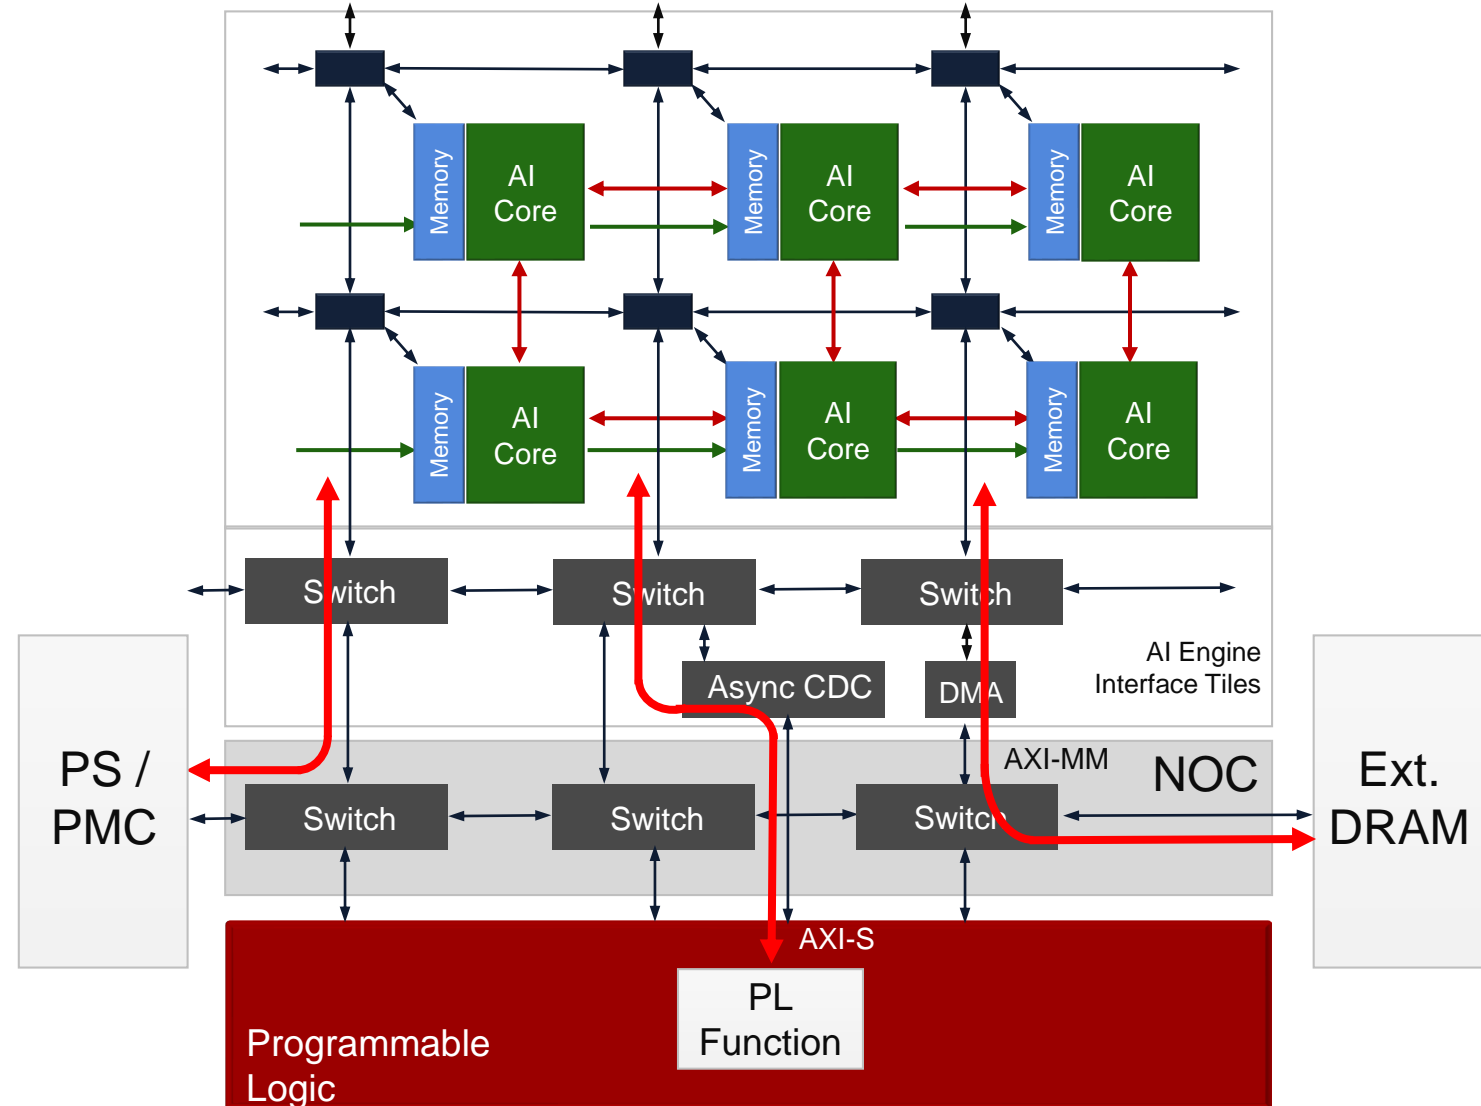 Memory
AI
Core
Memory
AI
Core
Memory
AI
Core
Memory
AI
Core
Memory
AI
Core
Memory
AI
Core
Switch
Switch
Switch
AI Engine
Interface Tiles
Async CDC
DMA
PS /
PMC
AXI-MM
NOC
Ext.
DRAM
Switch
Switch
Switch
AXI-S
PL
Function
Programmable
Logic